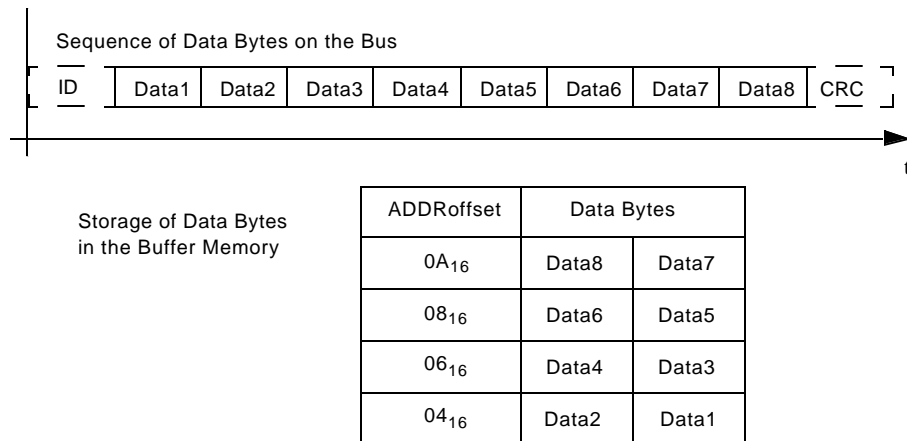 Sequence of Data Bytes on the Bus
ID Data1 Data2 Data3 Data4 Data5 Data6 Data7 Data8 CRC
t
Storage of Data Bytes
in the Buffer Memory
ADDRoffset Data Bytes
0A16 Data8 Data7
0816 Data6 Data5
0616 Data4 Data3
0416 Data2 Data1